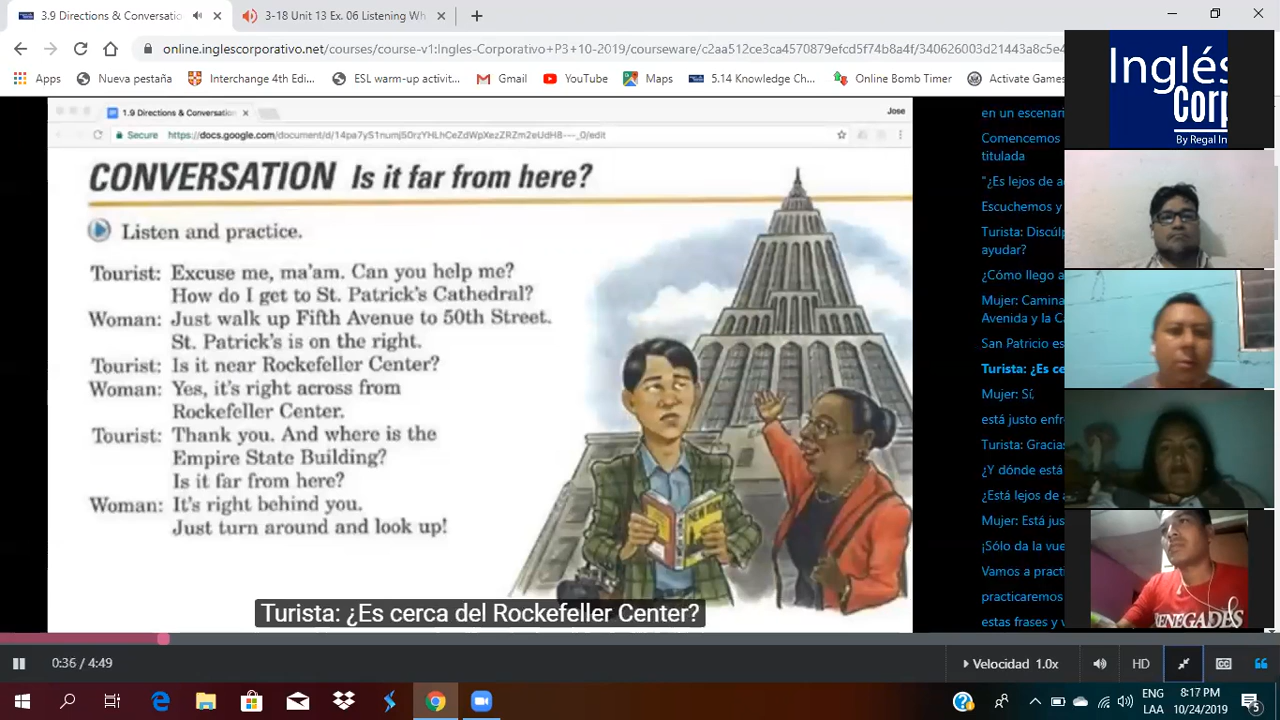 3.9 Directions & Conversa
3-18 Unit 13 Ex. 06 Listening Wh
online.inglescorporativo.net/courses/course-v1:Ingles-Corporativo+P3+10-2019/courseware/
Apps
Nueva pestaña
Interchange 4th Edi...
ESL warm-up activit...
Gmail
YouTube
Maps
5.14 Knowledge Ch...
Online Bomb Timer
Activate Games
1.9 Directions & Conversation
Jose
Secure
CONVERSATION Is it far from here?
Listen and practice.
Tourist: Excuse me, ma'am. Can you help me?
How do I get to St. Patrick's Cathedral?
Woman: Just walk up Fifth Avenue to 50th Street.
St. Patrick's is on the right.
Tourist: Is it near Rockefeller Center?
Woman: Yes, it's right across from
Rockefeller Center.
Tourist: Thank you. And where is the
Empire State Building?
Is it far from here?
Woman: It's right behind you.
Just turn around and look up!
Turista: ¿Es cerca del Rockefeller Center?
en un escenari
Comencemos
titulada
"¿Es lejos de a
Escuchemos y
Turista: Discúlp
ayudar?
¿Cómo llego a
Mujer: Camina
Avenida y la C
San Patricio es
Turista: ¿Es ce
Mujer: Sí,
está justo enfr
Turista: Gracias
¿Y dónde está
¿Está lejos de a
Mujer: Está jus
¡Sólo da la vue
Vamos a practi
practicaremos
estas frases y v
Inglés
Corp
By Regal In
RENEGADES
0:36 / 4:49
Velocidad 1.0x
HD
ENG
LAA
8:17 PM
10/24/2019
5